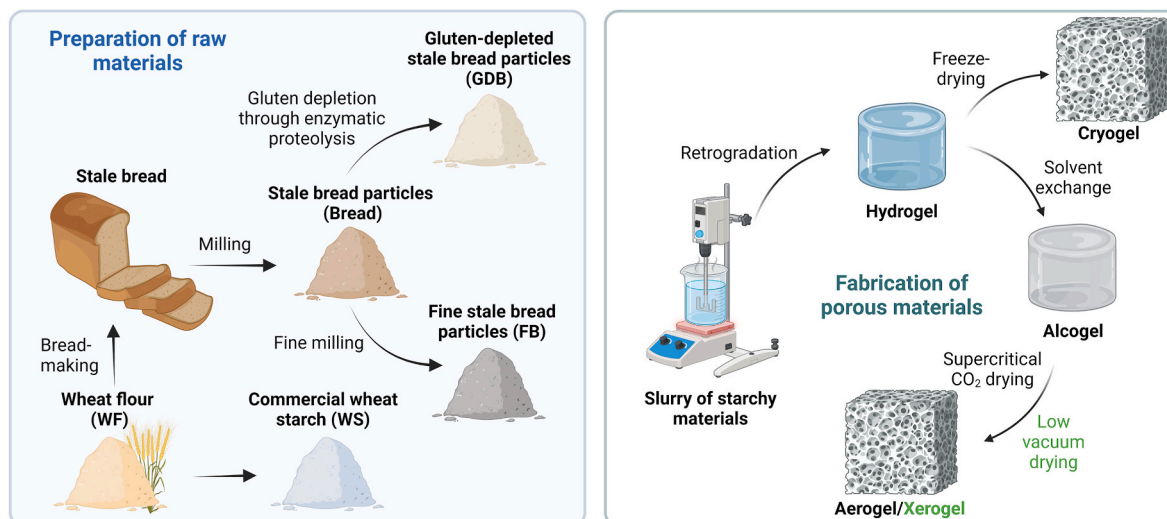 Preparation of raw
materials
Gluten-depleted
stale bread particles
(GDB)
Gluten depletion
through enzymatic
proteolysis
Stale bread
Stale bread particles
(Bread)
Milling
Fine stale bread
particles (FB)
Fine milling
Bread-
making
Wheat flour
(WF)
Commercial wheat
starch (WS)
Freeze-
drying
Cryogel
Retrogradation
Hydrogel
Solvent
exchange
Fabrication of
porous materials
Alcogel
Slurry of starchy
materials
Supercritical
CO₂ drying
Low
vacuum
drying
Aerogel/Xerogel